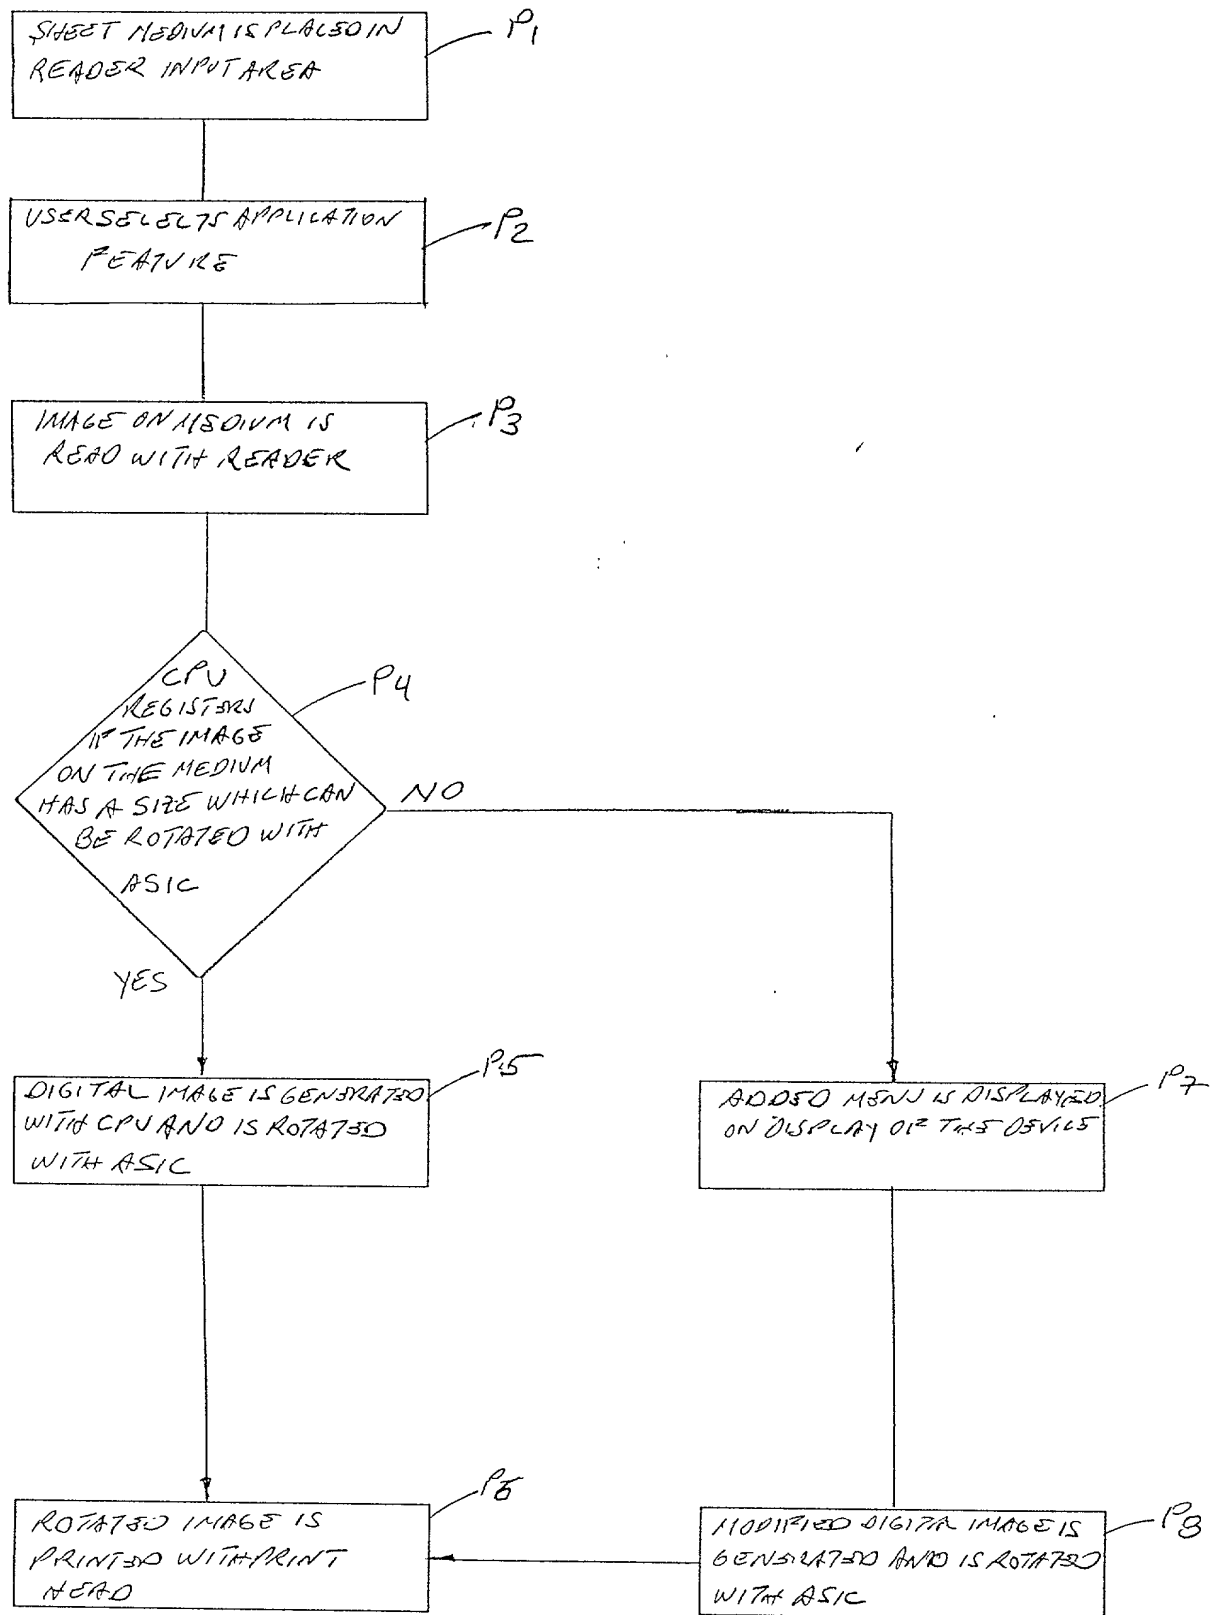 SHEET MEDIUM IS PLACED IN
READER INPUT AREA
P1
USER SELECTS APPLICATION
FEATURE
P2
IMAGE ON MEDIUM IS
READ WITH READER
P3
CPU
REGISTERS
IF THE IMAGE
ON THE MEDIUM
HAS A SIZE WHICH CAN
BE ROTATED WITH
ASIC
P4
NO
YES
DIGITAL IMAGE IS GENERATED
WITH CPU AND IS ROTATED
WITH ASIC
P5
ADDED MENU IS DISPLAYED
ON DISPLAY OF THE DEVICE
P7
ROTATED IMAGE IS
PRINTED WITH PRINT
HEAD
P6
MODIFIED DIGITAL IMAGE IS
GENERATED AND IS ROTATED
WITH ASIC
P8